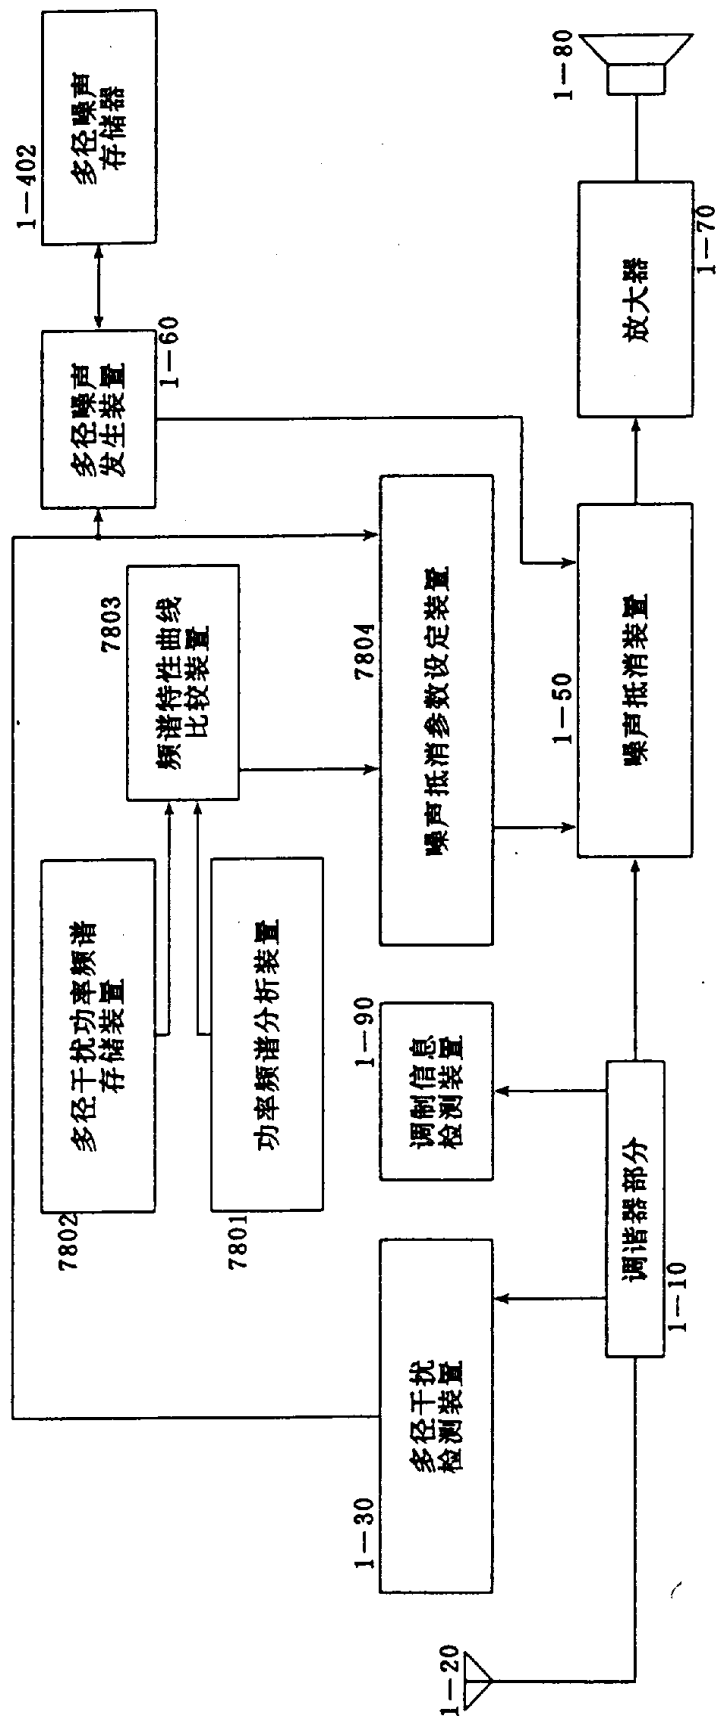 多径干扰功率频谱
存储装置
7802
功率频谱分析装置
7801
频谱特性曲线
比较装置
7803
多径噪声
发生装置
1—60
多径噪声
存储器
1—402
多径干扰
检测装置
1—30
调制信息
检测装置
1—90
噪声抵消参数设定装置
7804
1—20
调谐器部分
1—10
噪声抵消装置
1—50
放大器
1—70
1—80